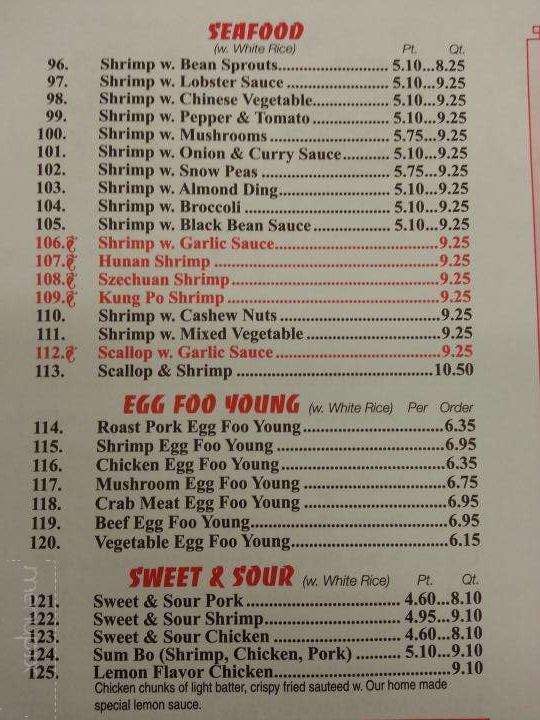 SEAFOOD
(w. White Rice) Pt. Qt.
96. Shrimp w. Bean Sprouts............................ 5.10...8.25
97. Shrimp w. Lobster Sauce .......................... 5.10...9.25
98. Shrimp w. Chinese Vegetable................... 5.10...9.25
99. Shrimp w. Pepper & Tomato ................... 5.10...9.25
100. Shrimp w. Mushrooms ............................. 5.75...9.25
101. Shrimp w. Onion & Curry Sauce............ 5.10...9.25
102. Shrimp w. Snow Peas ............................... 5.75...9.25
103. Shrimp w. Almond Ding........................... 5.10...9.25
104. Shrimp w. Broccoli ................................... 5.10...9.25
105. Shrimp w. Black Bean Sauce ................... 5.10...9.25
106. Shrimp w. Garlic Sauce.........................................9.25
107. Hunan Shrimp .......................................................9.25
108. Szechuan Shrimp ...................................................9.25
109. Kung Po Shrimp ....................................................9.25
110. Shrimp w. Cashew Nuts ........................................9.25
111. Shrimp w. Mixed Vegetable ..................................9.25
112. Scallop w. Garlic Sauce .........................................9.25
113. Scallop & Shrimp .................................................10.50
EGG FOO YOUNG (w. White Rice) Per Order
114. Roast Pork Egg Foo Young...................................6.35
115. Shrimp Egg Foo Young .........................................6.95
116. Chicken Egg Foo Young........................................6.35
117. Mushroom Egg Foo Young ...................................6.75
118. Crab Meat Egg Foo Young ...................................6.95
119. Beef Egg Foo Young...............................................6.95
120. Vegetable Egg Foo Young......................................6.15
SWEET & SOUR (w. White Rice) Pt. Qt.
121. Sweet & Sour Pork .................................... 4.60...8.10
122. Sweet & Sour Shrimp................................. 4.95...9.10
123. Sweet & Sour Chicken .............................. 4.60...8.10
124. Sum Bo (Shrimp, Chicken, Pork) ........... 5.10...9.10
125. Lemon Flavor Chicken..........................................9.10
Chicken chunks of light batter, crispy fried sauteed w. Our home made
special lemon sauce.